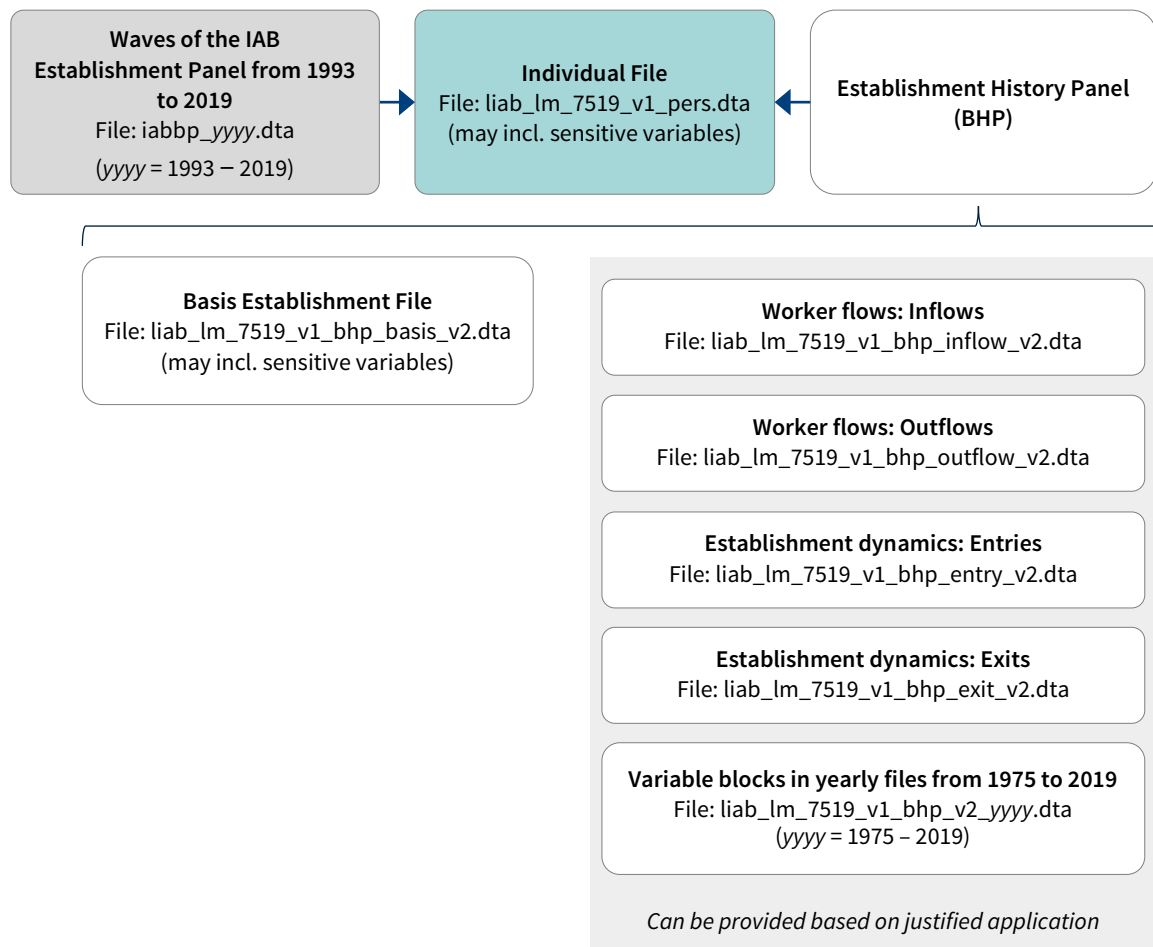 Waves of the IAB
Establishment Panel from 1993
to 2019
File: iabbp_yyyy.dta
(yyyy = 1993 – 2019)
Individual File
File: liab_lm_7519_v1_pers.dta
(may incl. sensitive variables)
Establishment History Panel
(BHP)
Basis Establishment File
File: liab_lm_7519_v1_bhp_basis_v2.dta
(may incl. sensitive variables)
Worker flows: Inflows
File: liab_lm_7519_v1_bhp_inflow_v2.dta
Worker flows: Outflows
File: liab_lm_7519_v1_bhp_outflow_v2.dta
Establishment dynamics: Entries
File: liab_lm_7519_v1_bhp_entry_v2.dta
Establishment dynamics: Exits
File: liab_lm_7519_v1_bhp_exit_v2.dta
Variable blocks in yearly files from 1975 to 2019
File: liab_lm_7519_v1_bhp_v2_yyyy.dta
(yyyy = 1975 – 2019)
Can be provided based on justified application